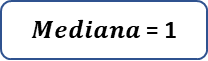 Mediana = 1